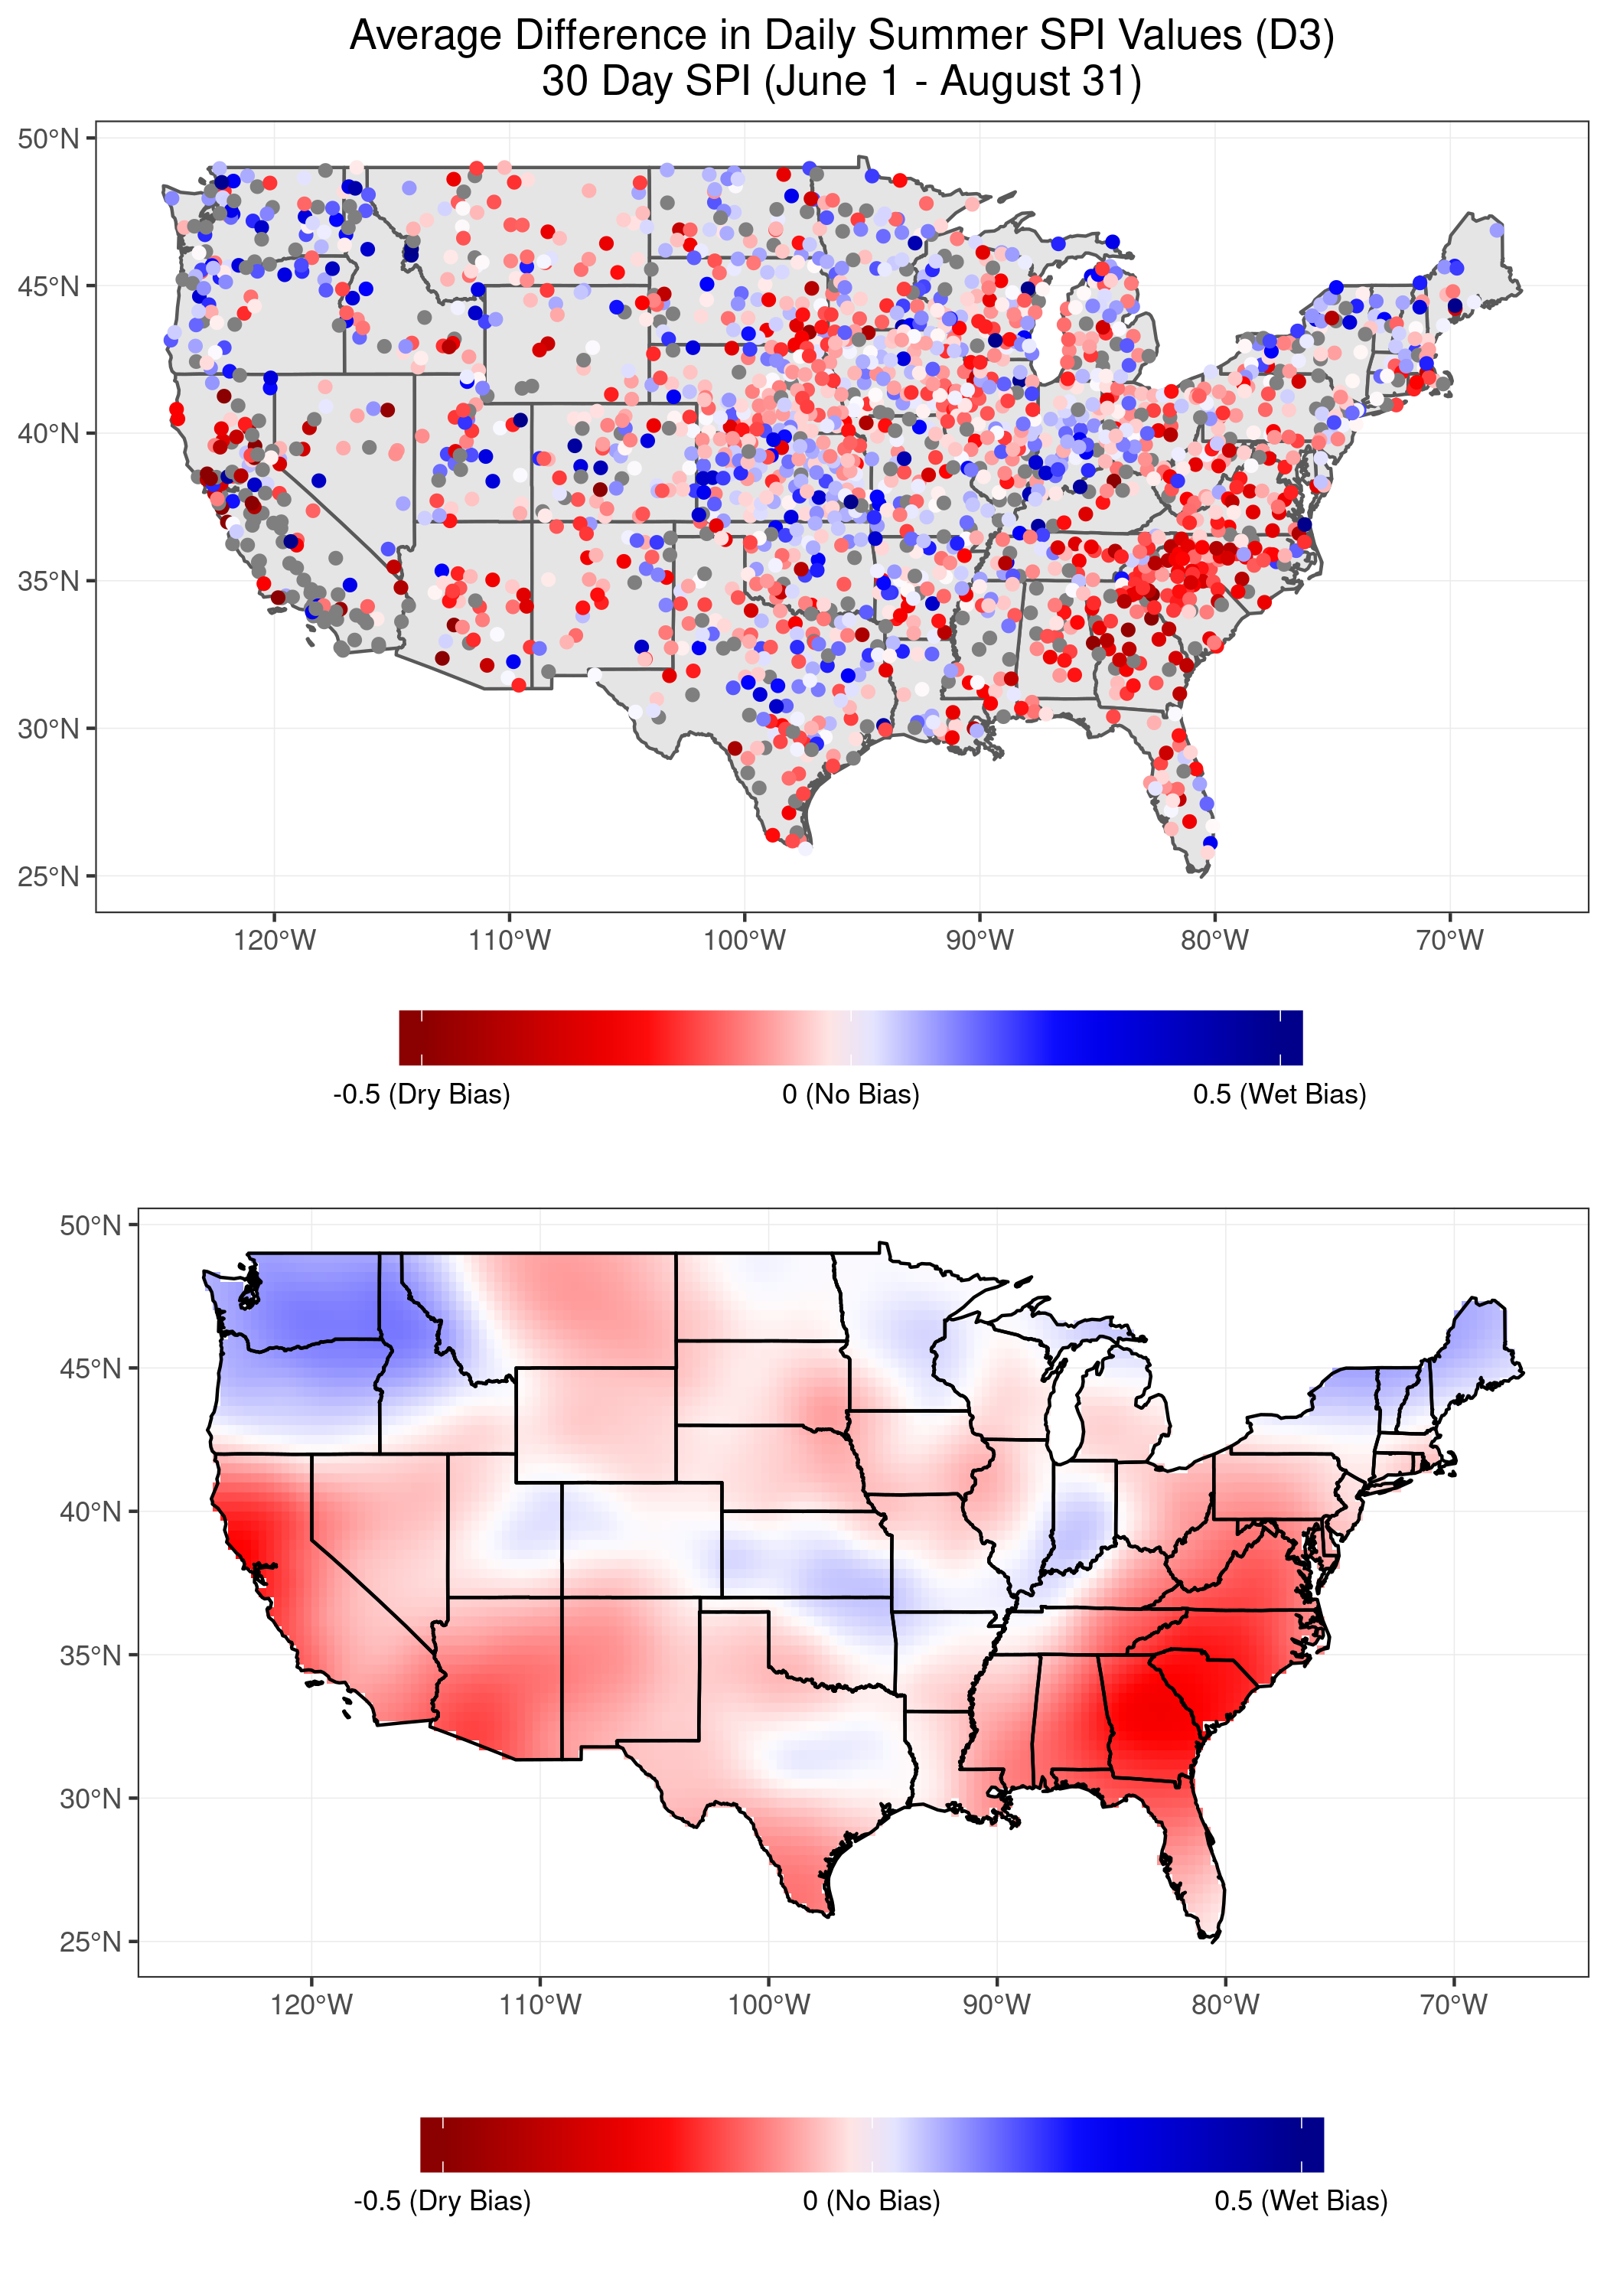 Average Difference in Daily Summer SPI Values (D3)
30 Day SPI (June 1 - August 31)
50°N
45°N
40°N
35°N
30°N
25°N
120°W 110°W 100°W 90°W 80°W 70°W
-0.5 (Dry Bias) 0 (No Bias) 0.5 (Wet Bias)
50°N
45°N
40°N
35°N
30°N
25°N
120°W 110°W 100°W 90°W 80°W 70°W
-0.5 (Dry Bias) 0 (No Bias) 0.5 (Wet Bias)